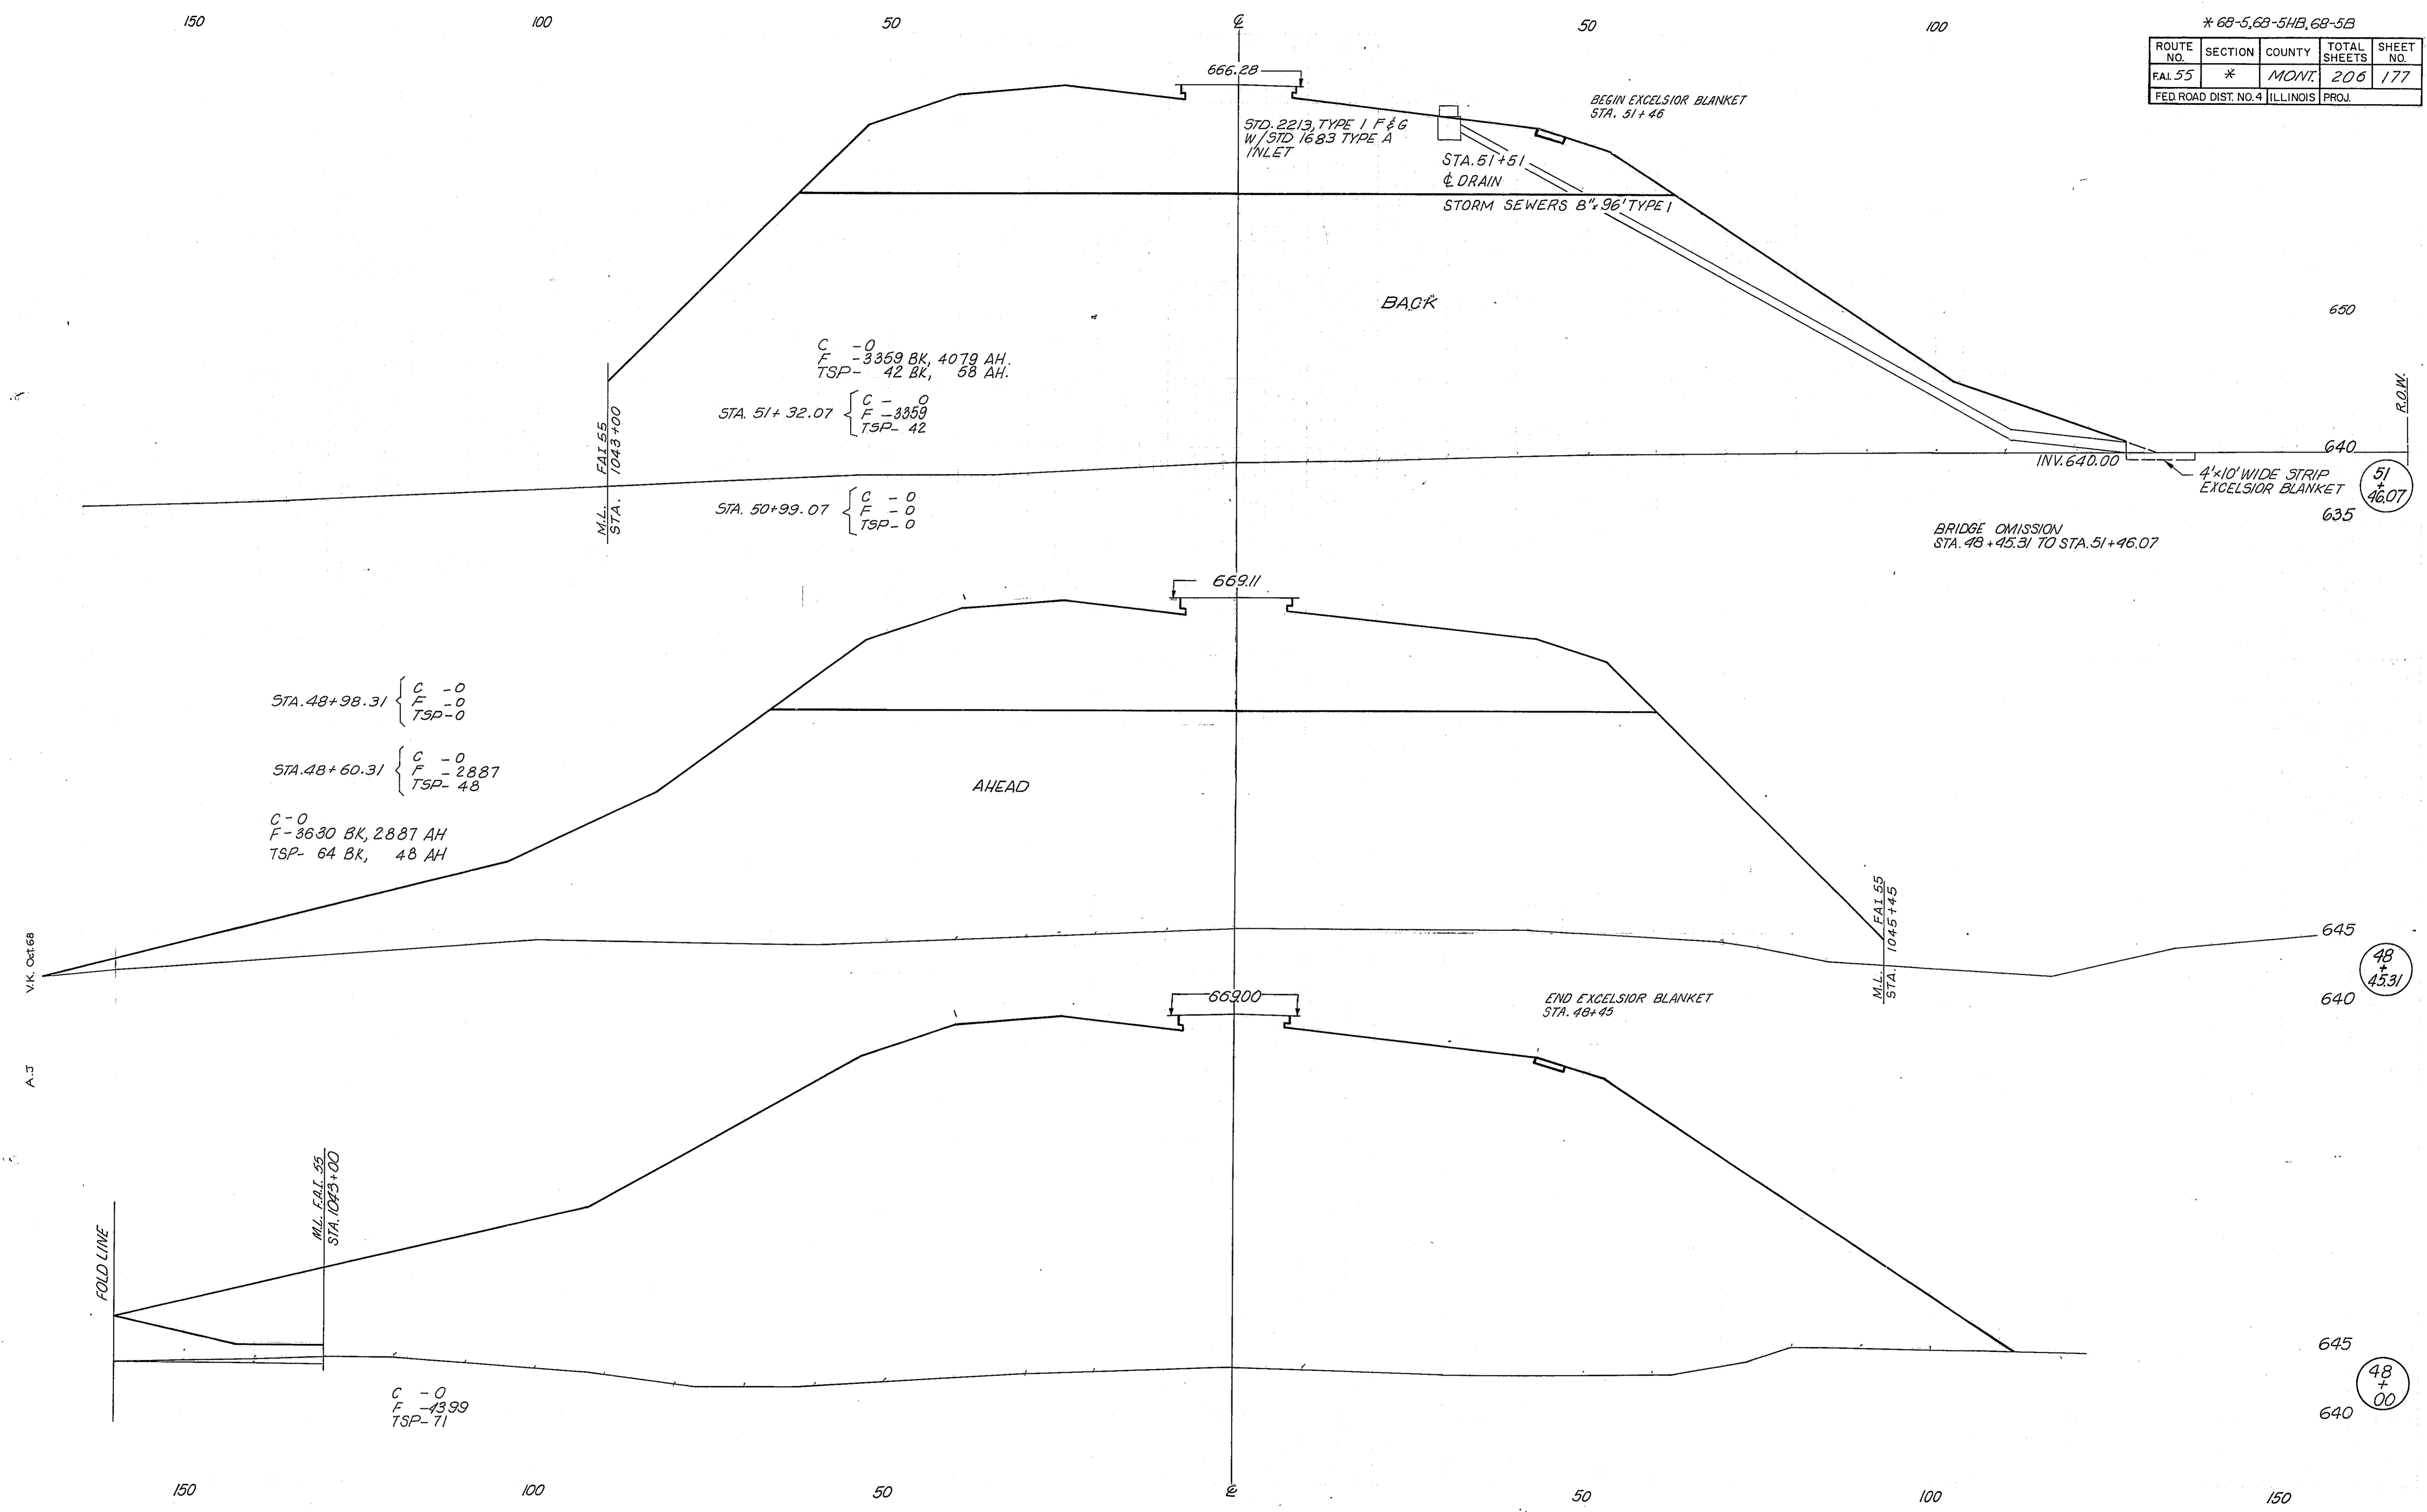 150 100 50 ℄ 50 100
* 68-5, 68-5HB, 68-5B
ROUTE NO. SECTION COUNTY TOTAL SHEETS SHEET NO.
F.A.I. 55 * MONT. 206 177
FED. ROAD DIST. NO. 4 ILLINOIS PROJ.
666.28
BEGIN EXCELSIOR BLANKET
STA. 51+46
STD. 2213, TYPE 1 F & G
W/STD 1683 TYPE A
INLET
STA. 51+51
℄ DRAIN
STORM SEWERS 8"x 96' TYPE 1
BACK
650
C -0
F -3359 BK, 4079 AH.
TSP- 42 BK, 58 AH.
STA. 51+32.07
C - 0
F -3359
TSP- 42
M.L. FAI 55
STA. 1043+00
R.O.W.
640
INV. 640.00
4'x10' WIDE STRIP
EXCELSIOR BLANKET
51
+
46.07
635
STA. 50+99.07
C - 0
F - 0
TSP- 0
BRIDGE OMISSION
STA. 48+45.31 TO STA. 51+46.07
669.11
STA. 48+98.31
C -0
F -0
TSP-0
STA. 48+60.31
C -0
F -2887
TSP- 48
AHEAD
C-0
F-3630 BK, 2887 AH
TSP- 64 BK, 48 AH
M.L. FAI 55
STA. 1045+45
645
48
+
45.31
640
V.K. Oct.68
A.J
669.00
END EXCELSIOR BLANKET
STA. 48+45
FOLD LINE
M.L. F.A.I. 55
STA. 1043+00
645
C -0
F -4399
TSP-71
48
+
00
640
150 100 50 ℄ 50 100 150